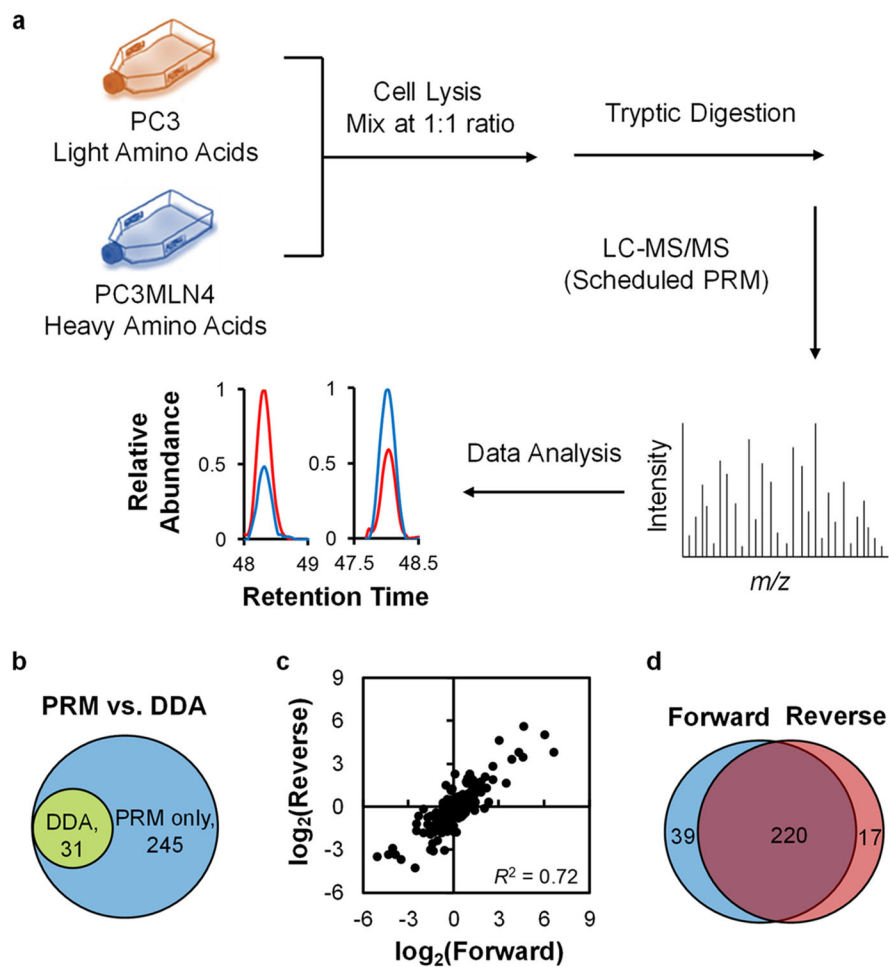 a
PC3
Light Amino Acids
PC3MLN4
Heavy Amino Acids
Cell Lysis
Mix at 1:1 ratio
Tryptic Digestion
LC-MS/MS
(Scheduled PRM)
Intensity
m/z
Data Analysis
Relative
Abundance
1
0.5
0
48
49
1
0.5
0
47.5
48.5
Retention Time
b
PRM vs. DDA
DDA,
31
PRM only,
245
c
log₂(Reverse)
9
6
3
0
-3
-6
-6
-3
0
3
6
9
R² = 0.72
log₂(Forward)
d
Forward
Reverse
39
220
17